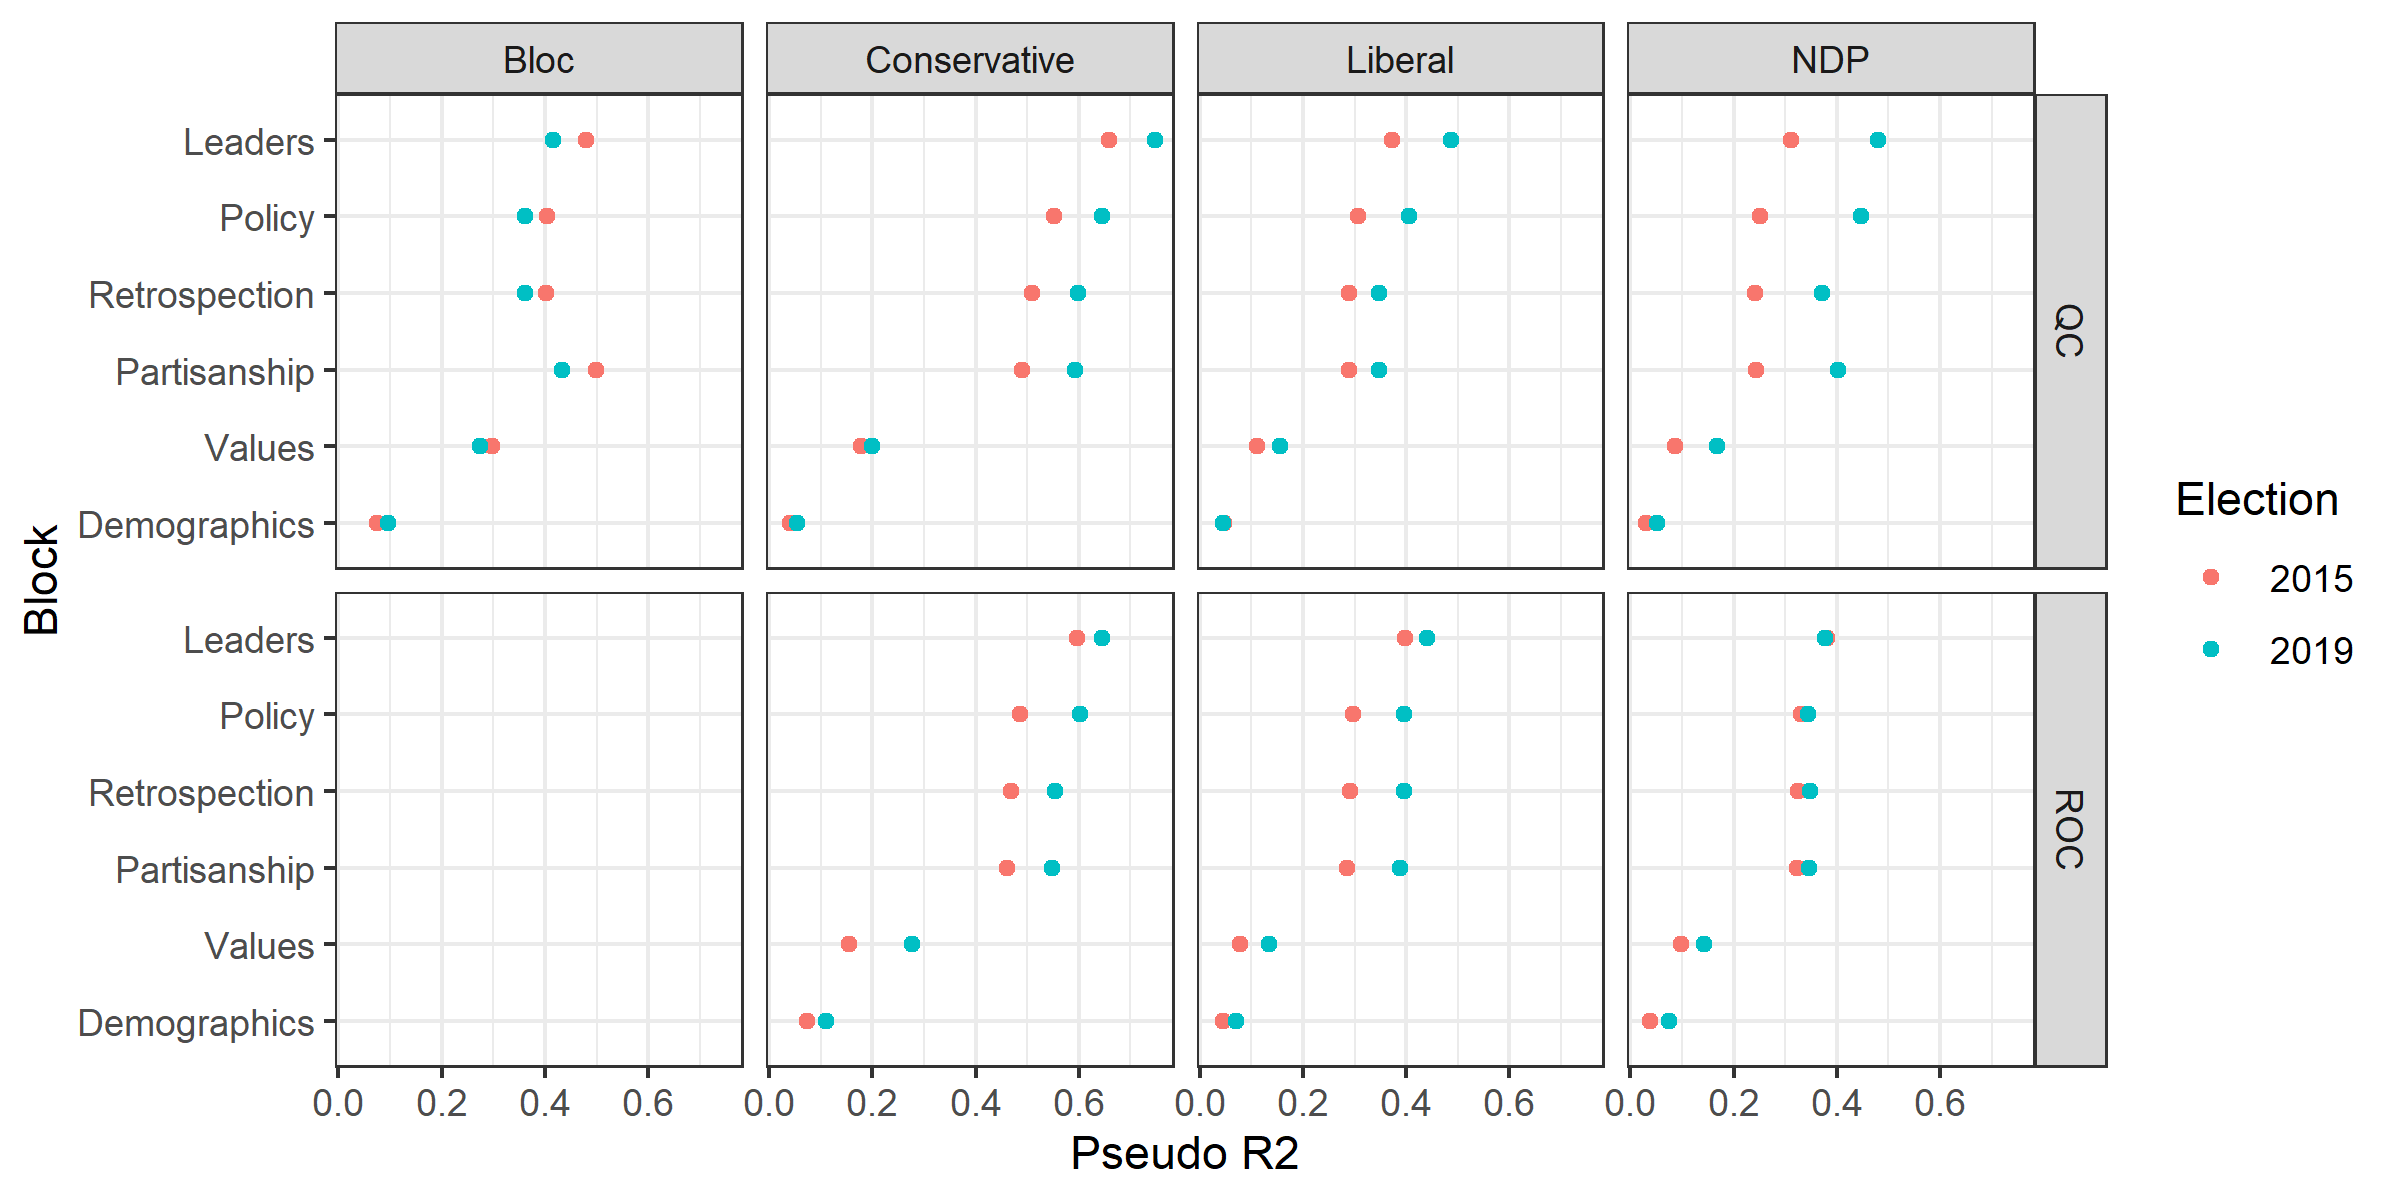 Bloc Conservative Liberal NDP
Block
Leaders
Policy
Retrospection
Partisanship
Values
Demographics
QC
Leaders
Policy
Retrospection
Partisanship
Values
Demographics
ROC
0.0 0.2 0.4 0.6 0.0 0.2 0.4 0.6 0.0 0.2 0.4 0.6 0.0 0.2 0.4 0.6
Pseudo R2
Election
2015
2019